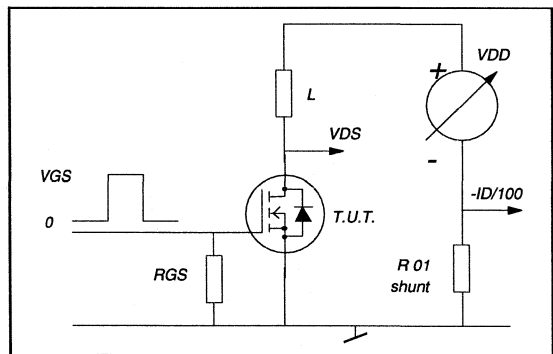 +
VDD
L
VDS
-
VGS
-ID/100
0
T.U.T.
RGS
R 01
shunt